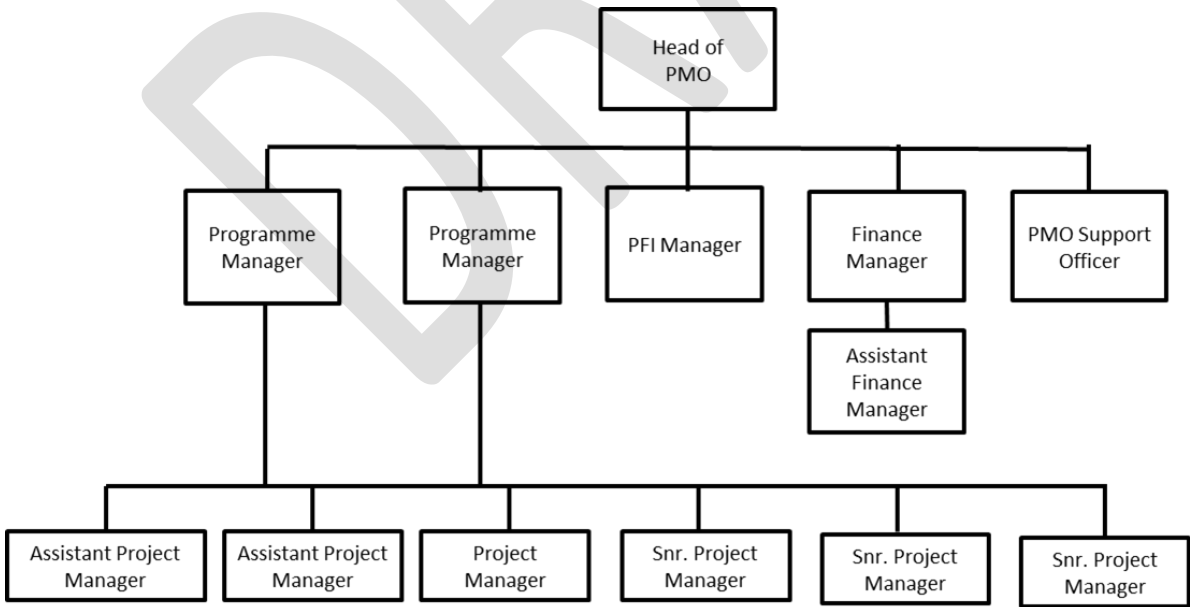 Head of
PMO
Programme
Manager
Programme
Manager
PFI Manager
Finance
Manager
PMO Support
Officer
Assistant
Finance
Manager
Assistant Project
Manager
Assistant Project
Manager
Project
Manager
Snr. Project
Manager
Snr. Project
Manager
Snr. Project
Manager